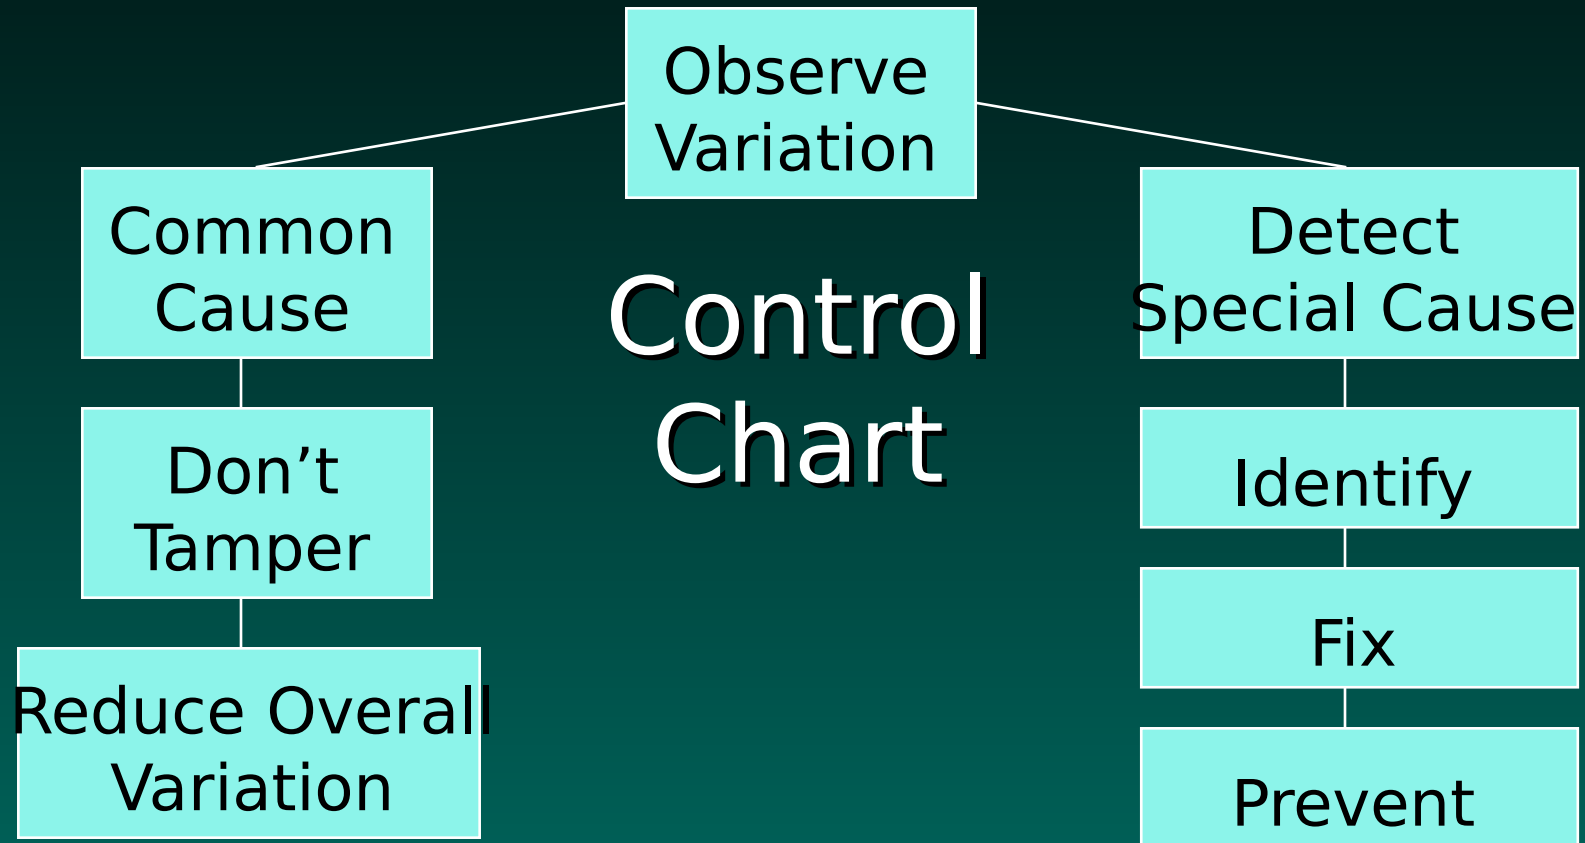 Observe
Variation
Common
Cause
Detect
Special Cause
Control
Chart
Don’t
Tamper
Identify
Fix
Reduce Overall
Variation
Prevent